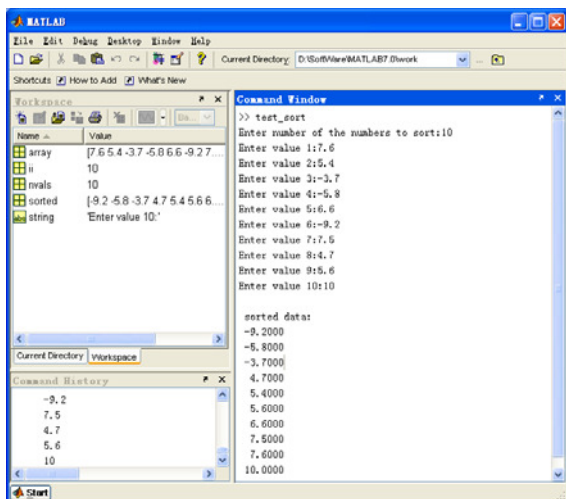 MATLAB
File Edit Debug Desktop Window Help
Current Directory: D:\SoftWare\MATLAB7.0\work
Shortcuts How to Add What's New
Workspace
Name Value
array [7.6 5.4 -3.7 -5.8 6.6 -9.2 7....
ii 10
nvals 10
sorted [-9.2 -5.8 -3.7 4.7 5.4 5.6 6....
string 'Enter value 10:'
Current Directory Workspace
Command History
-9.2
7.5
4.7
5.6
10
Command Window
>> test_sort
Enter number of the numbers to sort:10
Enter value 1:7.6
Enter value 2:5.4
Enter value 3:-3.7
Enter value 4:-5.8
Enter value 5:6.6
Enter value 6:-9.2
Enter value 7:7.5
Enter value 8:4.7
Enter value 9:5.6
Enter value 10:10
sorted data:
-9.2000
-5.8000
-3.7000
4.7000
5.4000
5.6000
6.6000
7.5000
7.6000
10.0000
Start